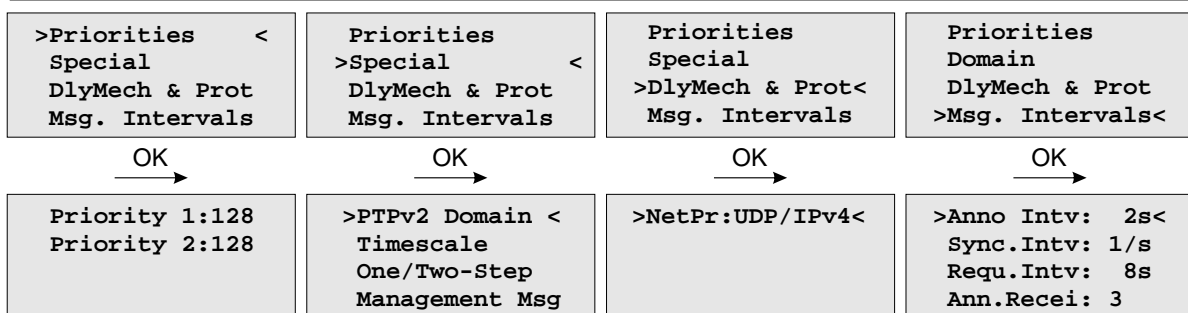 >Priorities <
Special
DlyMech & Prot
Msg. Intervals
Priorities
>Special <
DlyMech & Prot
Msg. Intervals
Priorities
Special
>DlyMech & Prot<
Msg. Intervals
Priorities
Domain
DlyMech & Prot
>Msg. Intervals<
OK
OK
OK
OK
Priority 1:128
Priority 2:128
>PTPv2 Domain <
Timescale
One/Two-Step
Management Msg
>NetPr:UDP/IPv4<
>Anno Intv: 2s<
Sync.Intv: 1/s
Requ.Intv: 8s
Ann.Recei: 3